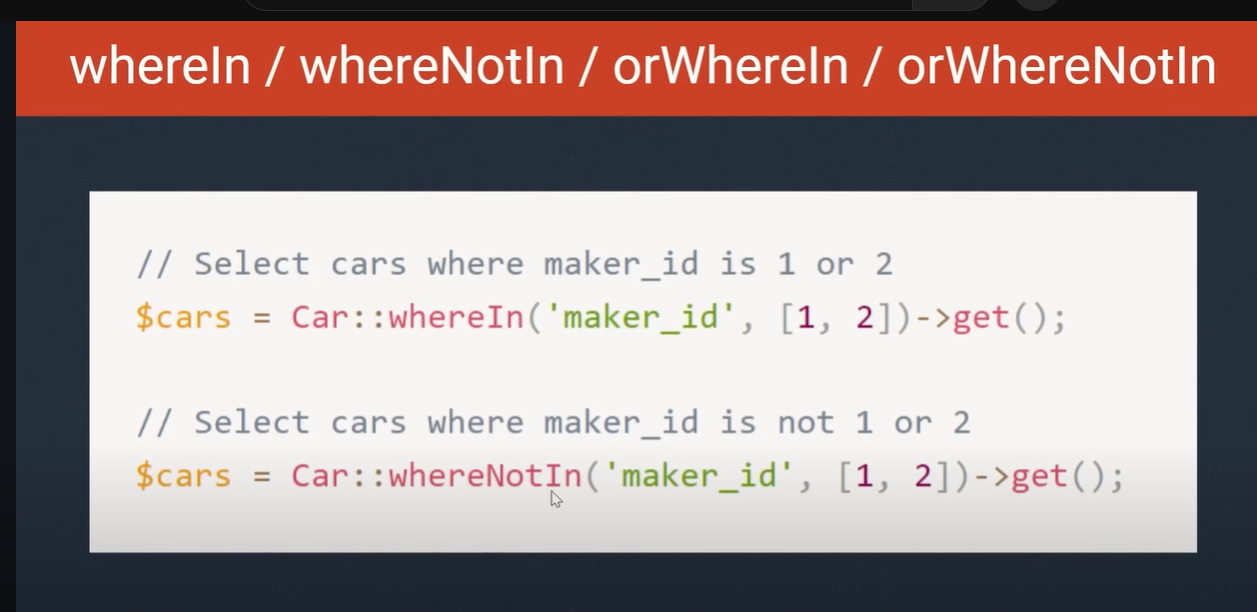 whereIn / whereNotIn / orWhereIn / orWhereNotIn
// Select cars where maker_id is 1 or 2
$cars = Car::whereIn('maker_id', [1, 2])->get();
// Select cars where maker_id is not 1 or 2
$cars = Car::whereNotIn('maker_id', [1, 2])->get();